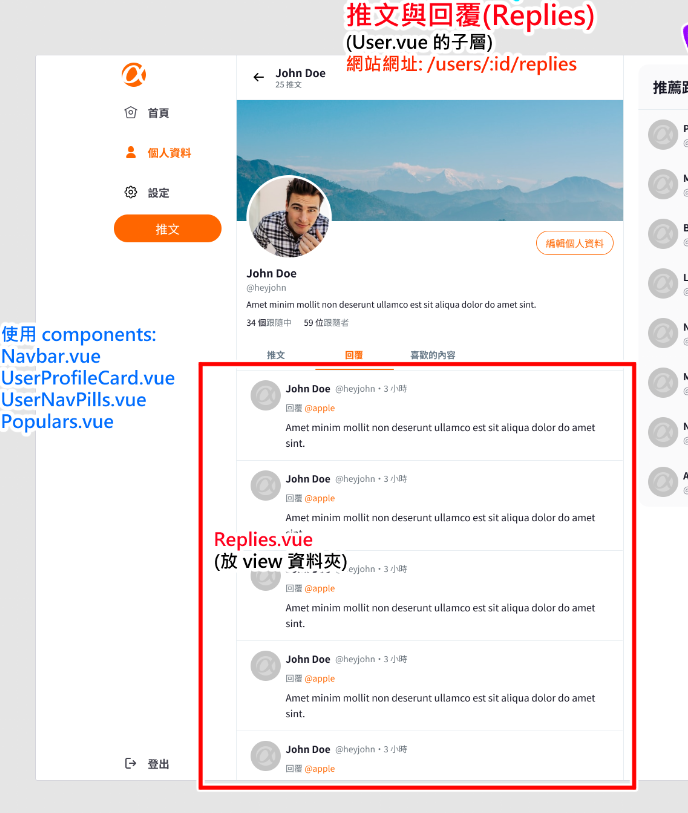 推文與回覆(Replies)
(User.vue 的子層)
網站網址: /users/:id/replies
John Doe
25 推文
首頁
個人資料
設定
推文
推薦跟
編輯個人資料
John Doe
@heyjohn
Amet minim mollit non deserunt ullamco est sit aliqua dolor do amet sint.
34 個跟隨中 59 位跟隨者
使用 components:
Navbar.vue
UserProfileCard.vue
UserNavPills.vue
Populars.vue
推文 回覆 喜歡的內容
John Doe @heyjohn・3 小時
回覆 @apple
Amet minim mollit non deserunt ullamco est sit aliqua dolor do amet
sint.
John Doe @heyjohn・3 小時
回覆 @apple
Amet minim mollit non deserunt ullamco est sit aliqua dolor do amet
Replies.vue
(放 view 資料夾)
heyjohn・3 小時
回覆 @apple
Amet minim mollit non deserunt ullamco est sit aliqua dolor do amet
sint.
John Doe @heyjohn・3 小時
回覆 @apple
Amet minim mollit non deserunt ullamco est sit aliqua dolor do amet
sint.
John Doe @heyjohn・3 小時
回覆 @apple
登出